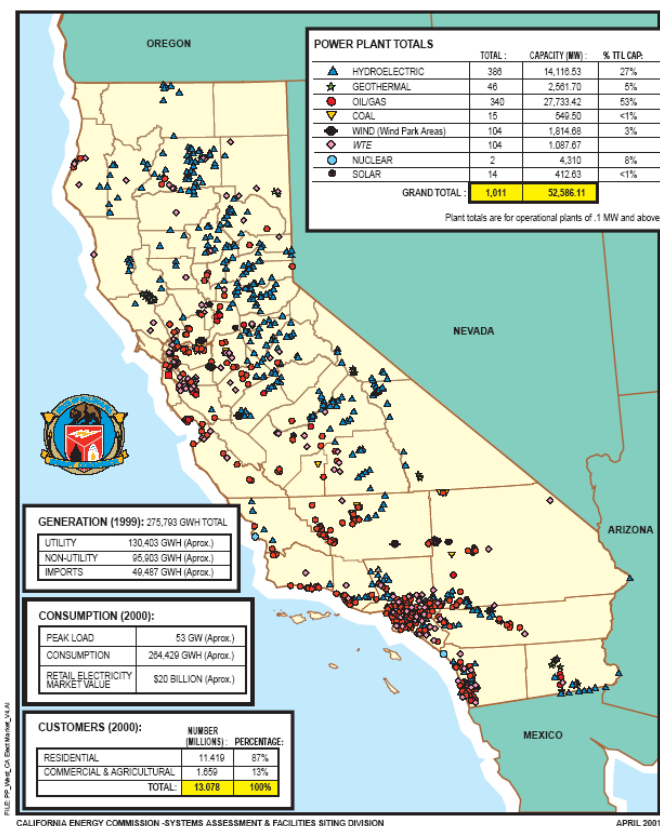 OREGON
POWER PLANT TOTALS
TOTAL : CAPACITY (MW) : % TTL CAP:
HYDROELECTRIC 386 14,116.53 27%
GEOTHERMAL 46 2,561.70 5%
OIL/GAS 340 27,733.42 53%
COAL 15 549.50 <1%
WIND (Wind Park Areas) 104 1,814.68 3%
WTE 104 1.087.67
NUCLEAR 2 4,310 8%
SOLAR 14 412.63 <1%
GRAND TOTAL : 1,011 52,586.11
Plant totals are for operational plants of .1 MW and above
NEVADA
ARIZONA
MEXICO
GENERATION (1999): 275,793 GWH TOTAL
UTILITY 130,403 GWH (Aprox.)
NON-UTILITY 95,903 GWH (Aprox.)
IMPORTS 49,487 GWH (Aprox.)
CONSUMPTION (2000):
PEAK LOAD 53 GW (Aprox.)
CONSUMPTION 264,429 GWH (Aprox.)
RETAIL ELECTRICITY
MARKET VALUE $20 BILLION (Aprox.)
CUSTOMERS (2000): NUMBER
(MILLIONS) : PERCENTAGE:
RESIDENTIAL 11.419 87%
COMMERCIAL & AGRICULTURAL 1.659 13%
TOTAL: 13.078 100%
CALIFORNIA ENERGY COMMISSION -SYSTEMS ASSESSMENT & FACILITIES SITING DIVISION APRIL 2001